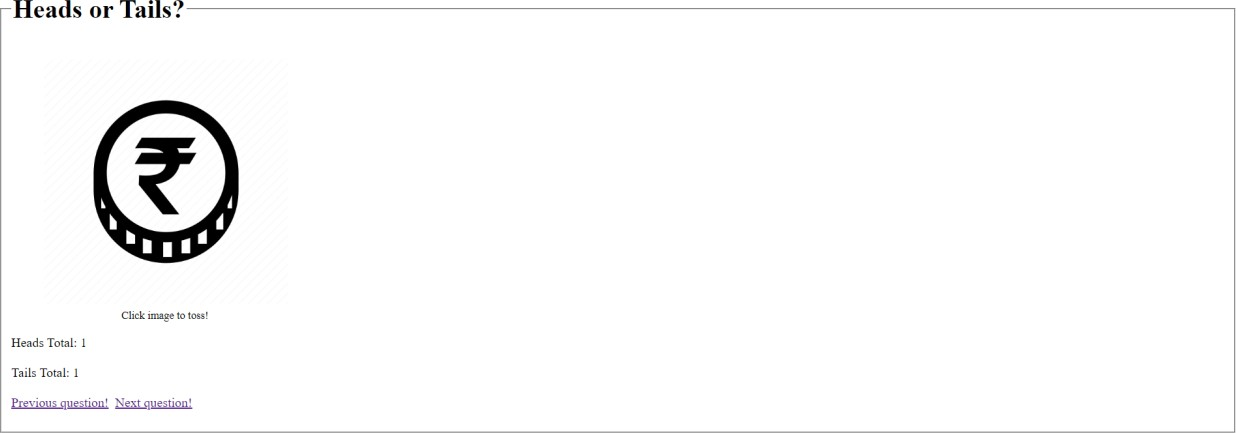 Heads or Tails?
₹
Click image to toss!
Heads Total: 1
Tails Total: 1
Previous question! Next question!